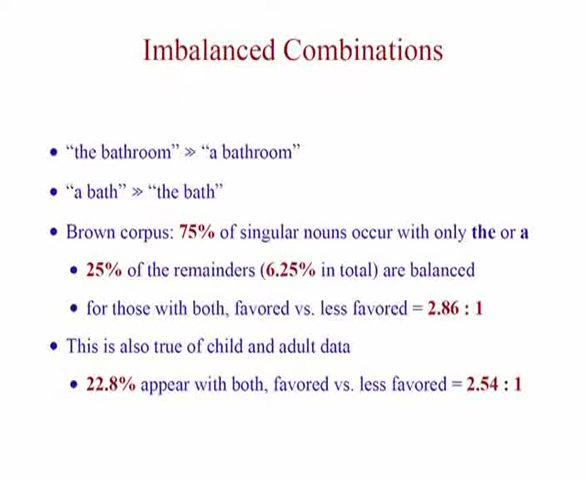 Imbalanced Combinations
• “the bathroom” ≫ “a bathroom”
• “a bath” ≫ “the bath”
• Brown corpus: 75% of singular nouns occur with only the or a
• 25% of the remainders (6.25% in total) are balanced
• for those with both, favored vs. less favored = 2.86 : 1
• This is also true of child and adult data
• 22.8% appear with both, favored vs. less favored = 2.54 : 1